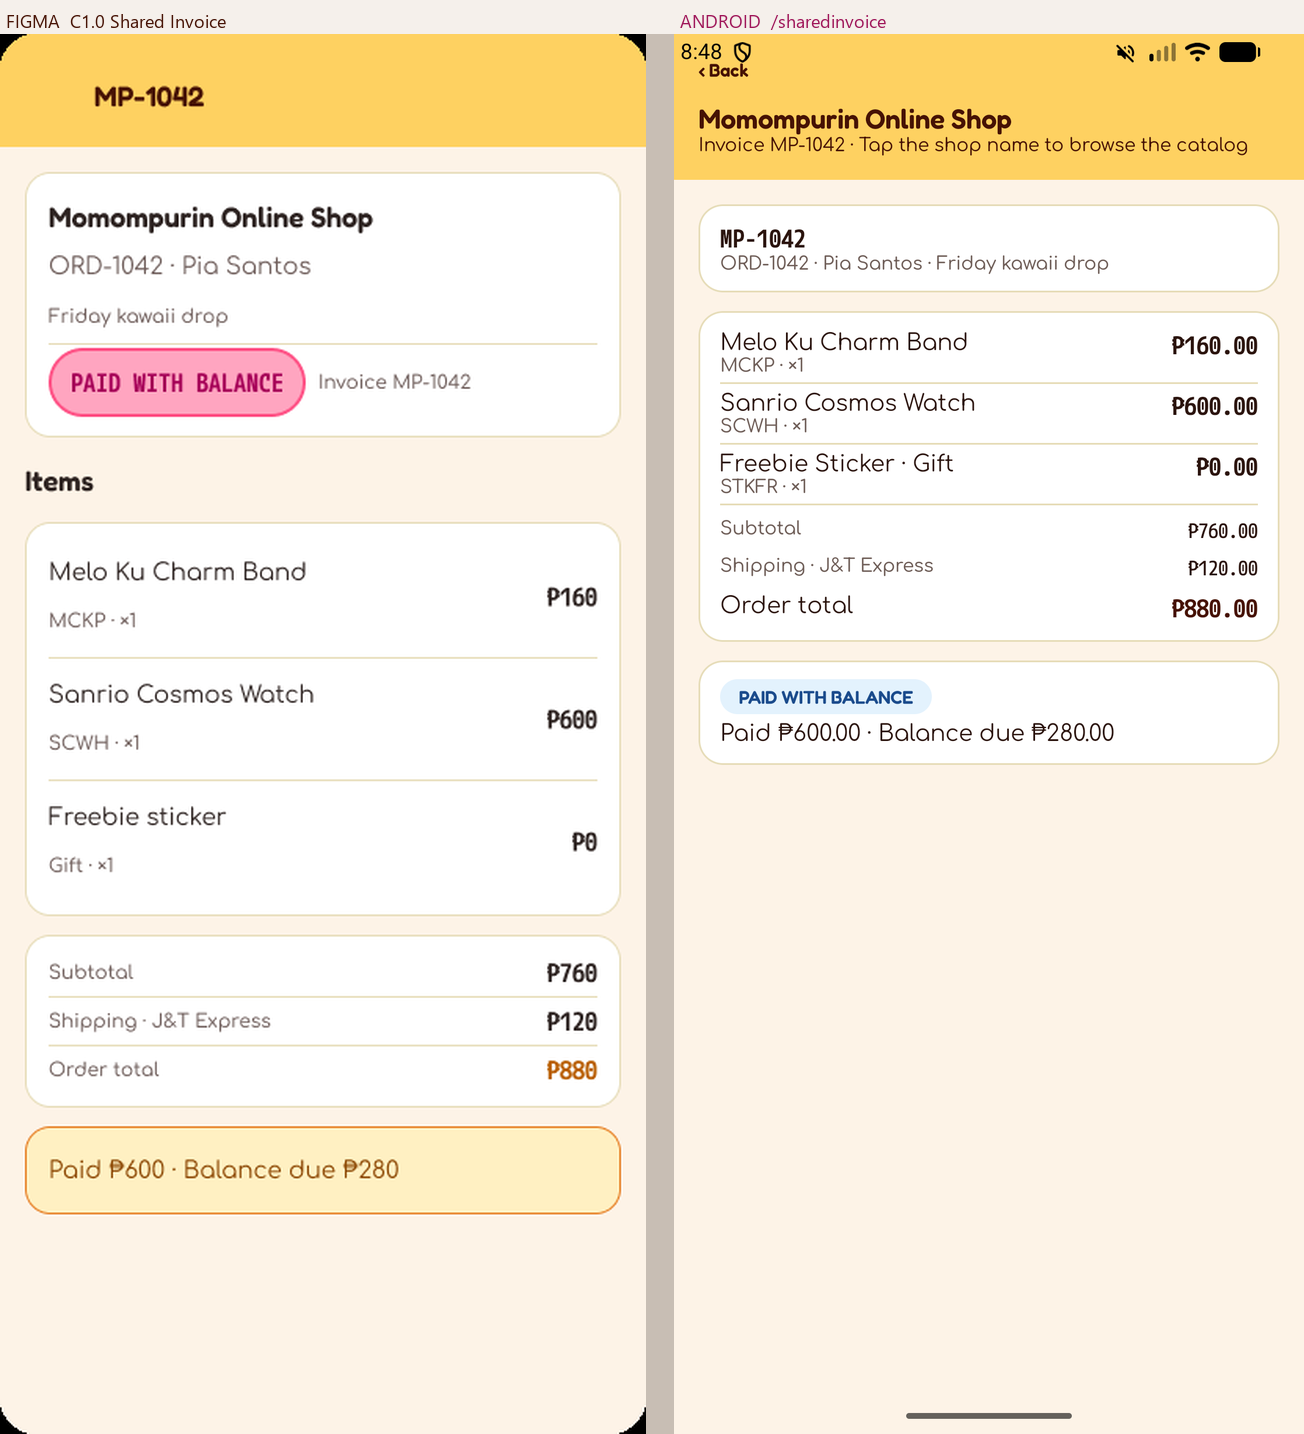 FIGMA C1.0 Shared Invoice
MP-1042
Momompurin Online Shop
ORD-1042 · Pia Santos
Friday kawaii drop
PAID WITH BALANCE
Invoice MP-1042
Items
Melo Ku Charm Band
MCKP · ×1
₱160
Sanrio Cosmos Watch
SCWH · ×1
₱600
Freebie sticker
Gift · ×1
₱0
Subtotal ₱760
Shipping · J&T Express ₱120
Order total ₱880
Paid ₱600 · Balance due ₱280
ANDROID /sharedinvoice
8:48
‹ Back
Momompurin Online Shop
Invoice MP-1042 · Tap the shop name to browse the catalog
MP-1042
ORD-1042 · Pia Santos · Friday kawaii drop
Melo Ku Charm Band ₱160.00
MCKP · ×1
Sanrio Cosmos Watch ₱600.00
SCWH · ×1
Freebie Sticker · Gift ₱0.00
STKFR · ×1
Subtotal ₱760.00
Shipping · J&T Express ₱120.00
Order total ₱880.00
PAID WITH BALANCE
Paid ₱600.00 · Balance due ₱280.00